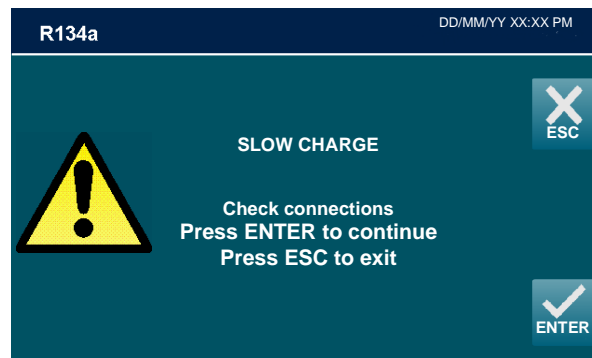 R134a
DD/MM/YY XX:XX PM
ESC
SLOW CHARGE
Check connections
Press ENTER to continue
Press ESC to exit
ENTER